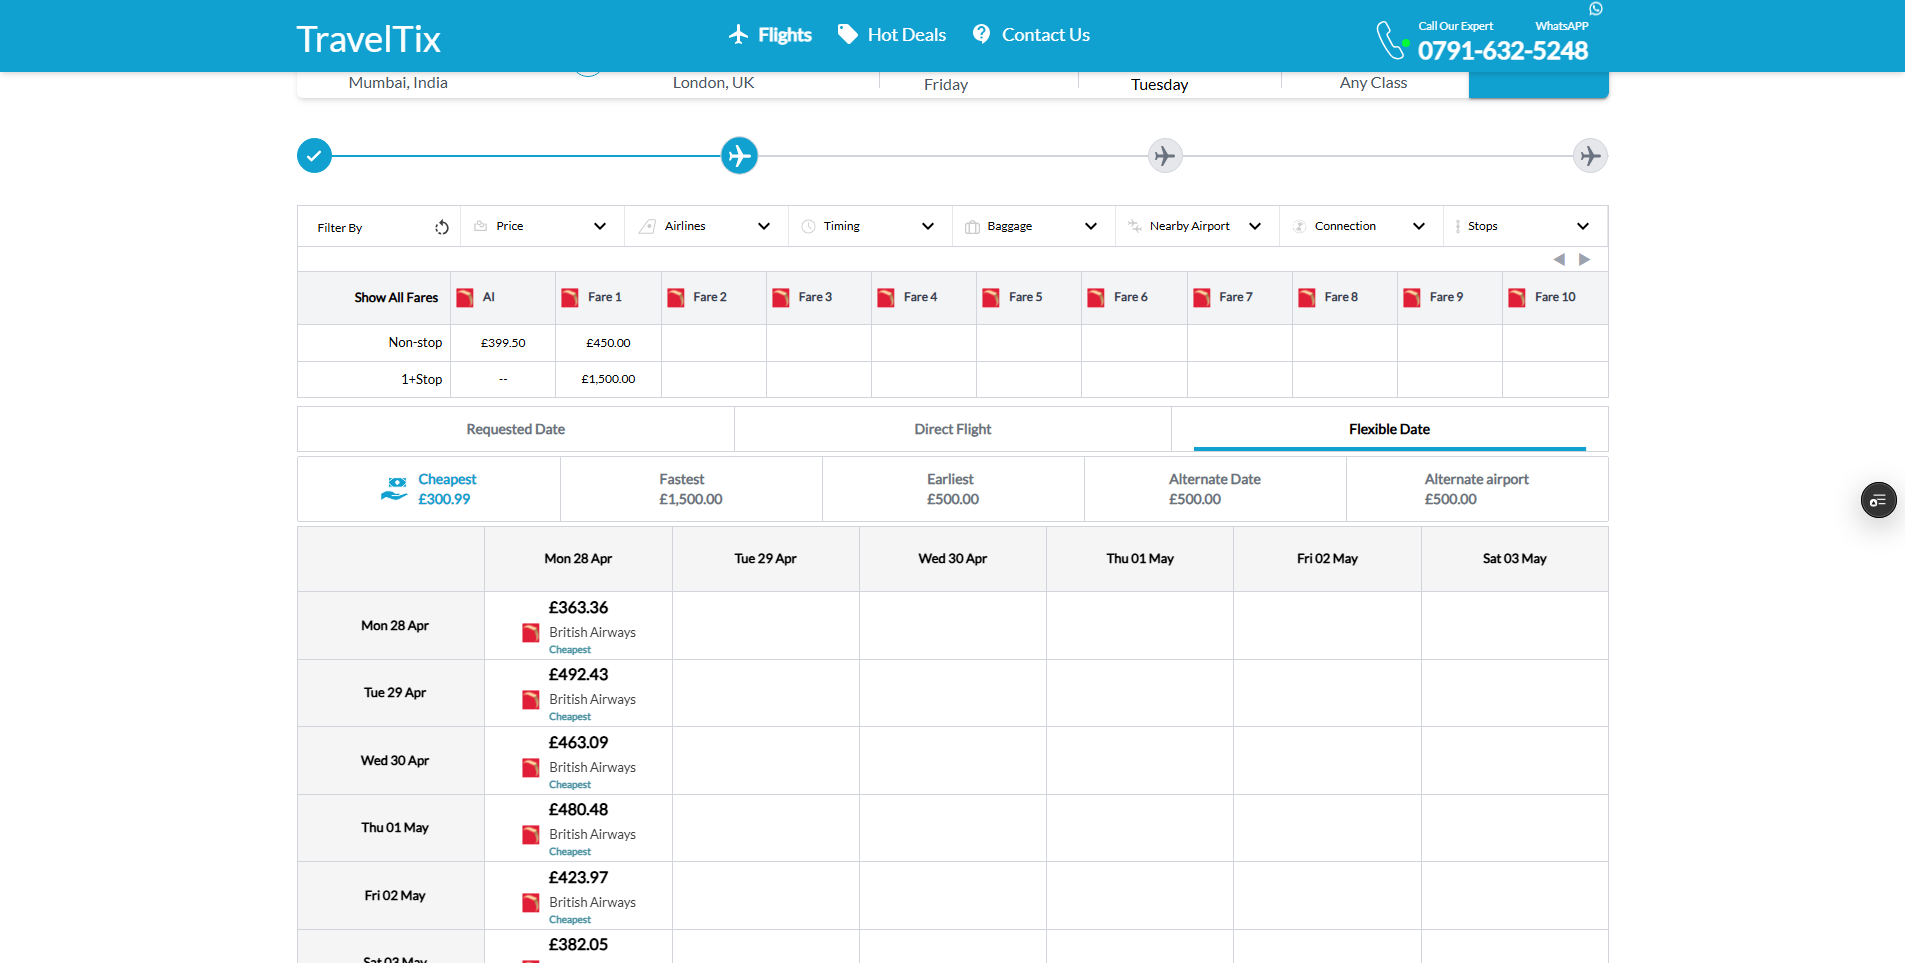 TravelTix
Flights
Hot Deals
Contact Us
Call Our Expert
WhatsAPP
0791-632-5248
Mumbai, India
London, UK
Friday
Tuesday
Any Class
Filter By
Price
Airlines
Timing
Baggage
Nearby Airport
Connection
Stops
Show All Fares
AI
Fare 1
Fare 2
Fare 3
Fare 4
Fare 5
Fare 6
Fare 7
Fare 8
Fare 9
Fare 10
Non-stop
£399.50
£450.00
1+Stop
--
£1,500.00
Requested Date
Direct Flight
Flexible Date
Cheapest
£300.99
Fastest
£1,500.00
Earliest
£500.00
Alternate Date
£500.00
Alternate airport
£500.00
Mon 28 Apr
Tue 29 Apr
Wed 30 Apr
Thu 01 May
Fri 02 May
Sat 03 May
Mon 28 Apr
£363.36
British Airways
Cheapest
Tue 29 Apr
£492.43
British Airways
Cheapest
Wed 30 Apr
£463.09
British Airways
Cheapest
Thu 01 May
£480.48
British Airways
Cheapest
Fri 02 May
£423.97
British Airways
Cheapest
Sat 03 May
£382.05